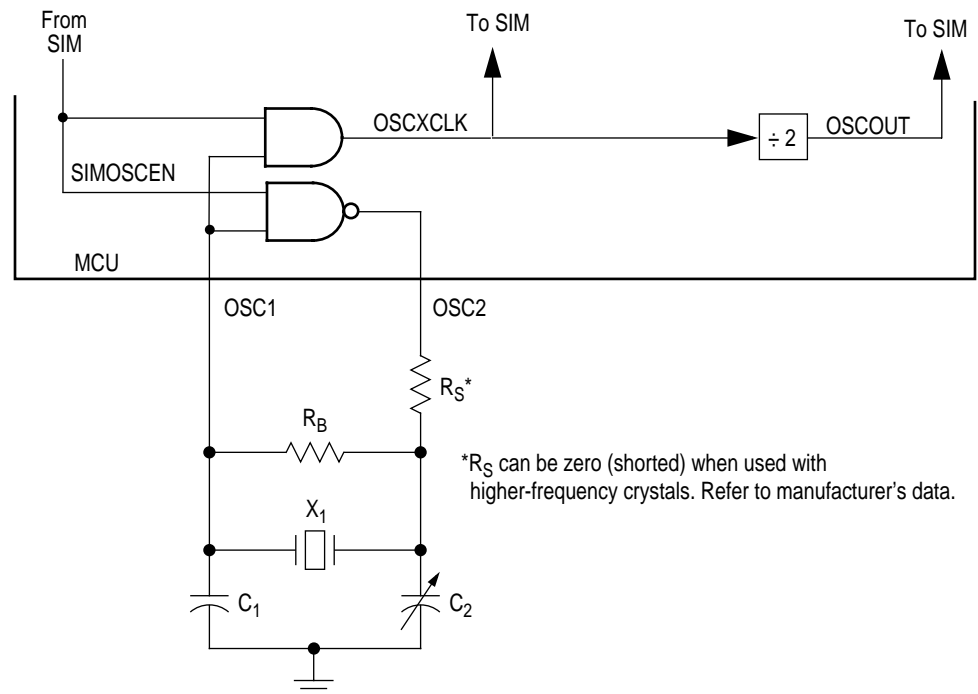 From
SIM
To SIM
To SIM
OSCXCLK
÷ 2
OSCOUT
SIMOSCEN
MCU
OSC1
OSC2
RS*
RB
*RS can be zero (shorted) when used with
higher-frequency crystals. Refer to manufacturer's data.
X1
C1
C2